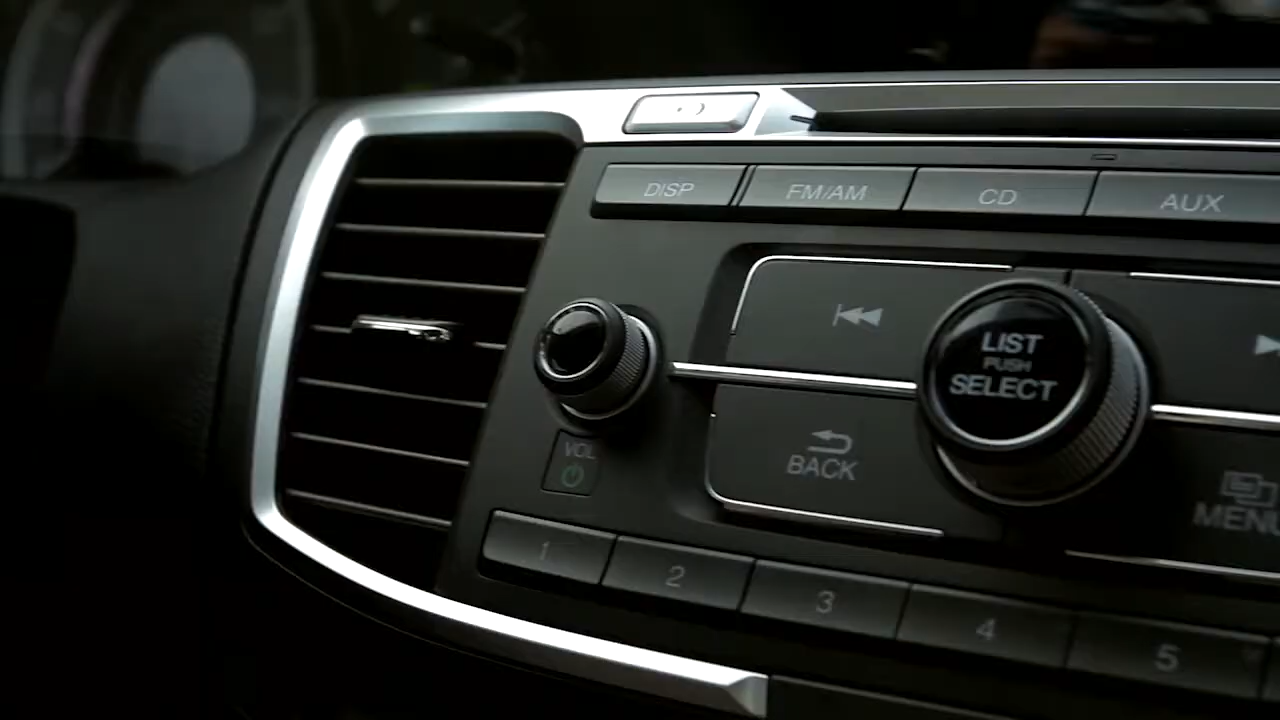 DISP
FM/AM
CD
AUX
LIST
PUSH
SELECT
BACK
VOL
MENU
1
2
3
4
5